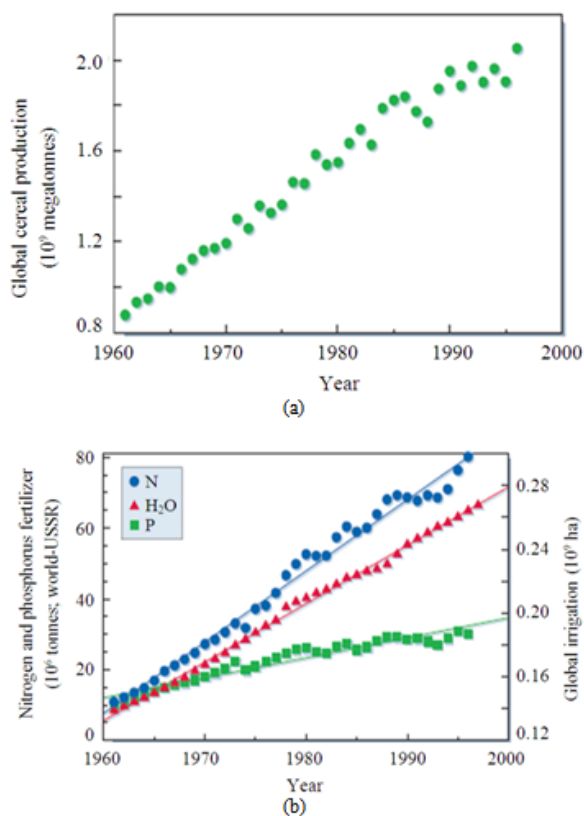 Global cereal production
(10⁹ megatonnes)
2.0
1.6
1.2
0.8
1960
1970
1980
1990
2000
Year
(a)
Nitrogen and phosphorus fertilizer
(10⁶ tonnes; world-USSR)
80
60
40
20
0
N
H₂O
P
0.28
0.24
0.20
0.16
0.12
Global irrigation (10⁹ ha)
1960
1970
1980
1990
2000
Year
(b)